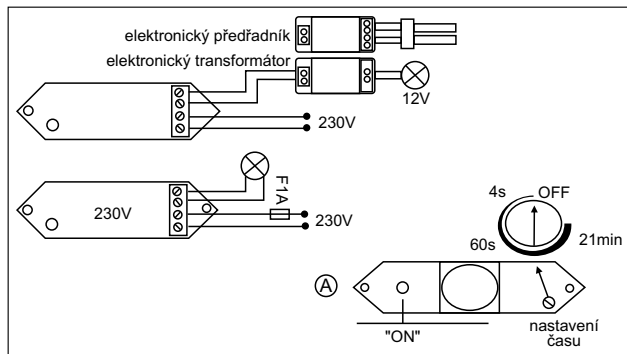 elektronický předřadník
elektronický transformátor
12V
230V
F1A
230V
230V
4s
OFF
60s
21min
A
"ON"
nastavení
času